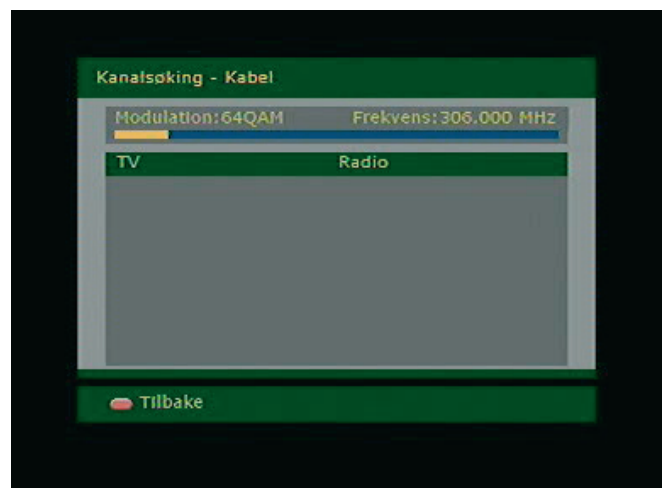 Kanalsøking - Kabel
Modulation:64QAM Frekvens:306.000 MHz
TV Radio
Tilbake